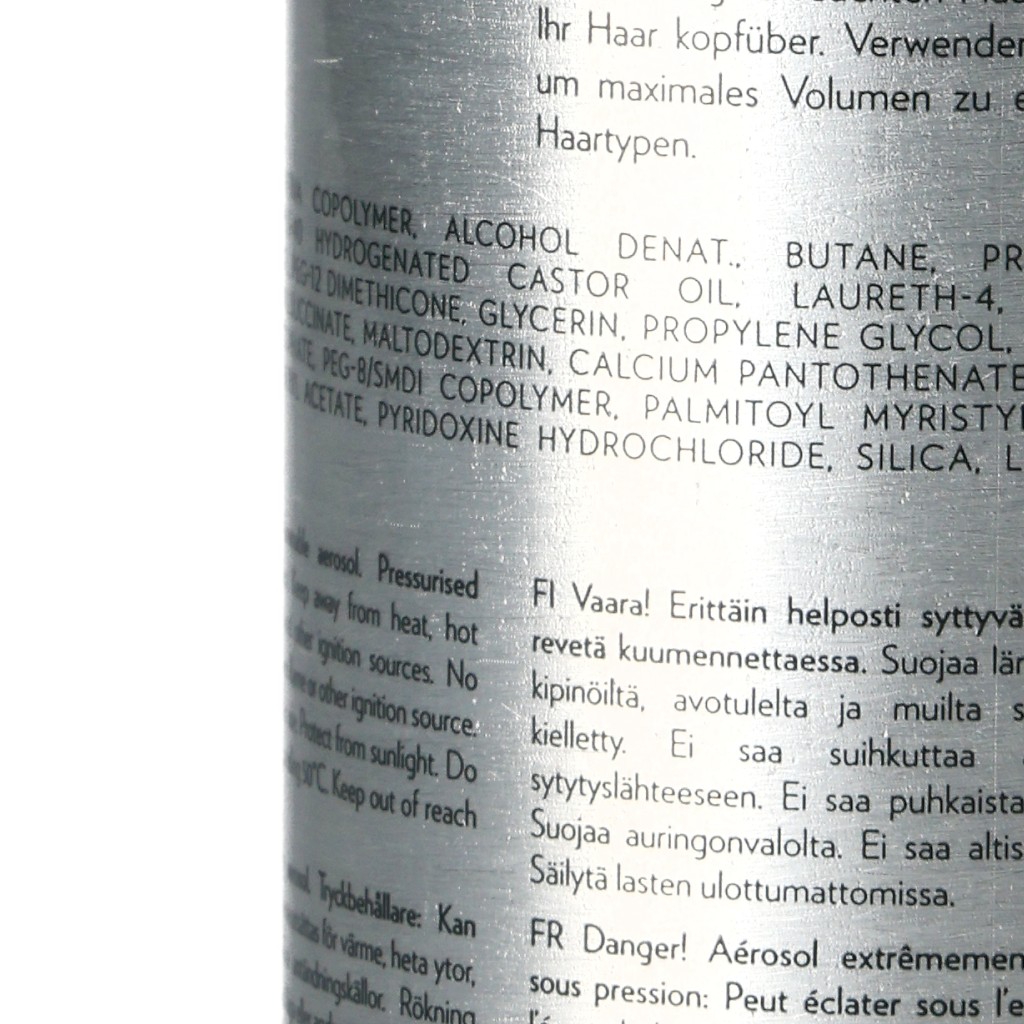 Ihr Haar kopfüber. Verwenden
um maximales Volumen zu
Haartypen.
COPOLYMER, ALCOHOL DENAT., BUTANE,
HYDROGENATED CASTOR OIL, LAURETH-4,
DIMETHICONE, GLYCERIN, PROPYLENE GLYCOL,
MALTODEXTRIN, CALCIUM PANTOTHENATE
PEG-8/SMDI COPOLYMER, PALMITOYL MYRISTYL
ACETATE, PYRIDOXINE HYDROCHLORIDE, SILICA,
aerosol. Pressurised
away from heat, hot
other ignition sources. No
or other ignition source.
Protect from sunlight. Do
50°C. Keep out of reach
Tryckbehållare: Kan
för värme, heta ytor,
antändningskällor. Rökning
FI Vaara! Erittäin helposti syttyvä
revetä kuumennettaessa. Suojaa
kipinöiltä, avotulelta ja muilta
kielletty. Ei saa suihkuttaa
sytytyslähteeseen. Ei saa puhkaista
Suojaa auringonvalolta. Ei saa
Säilytä lasten ulottumattomissa.
FR Danger! Aérosol
sous pression: Peut éclater sous